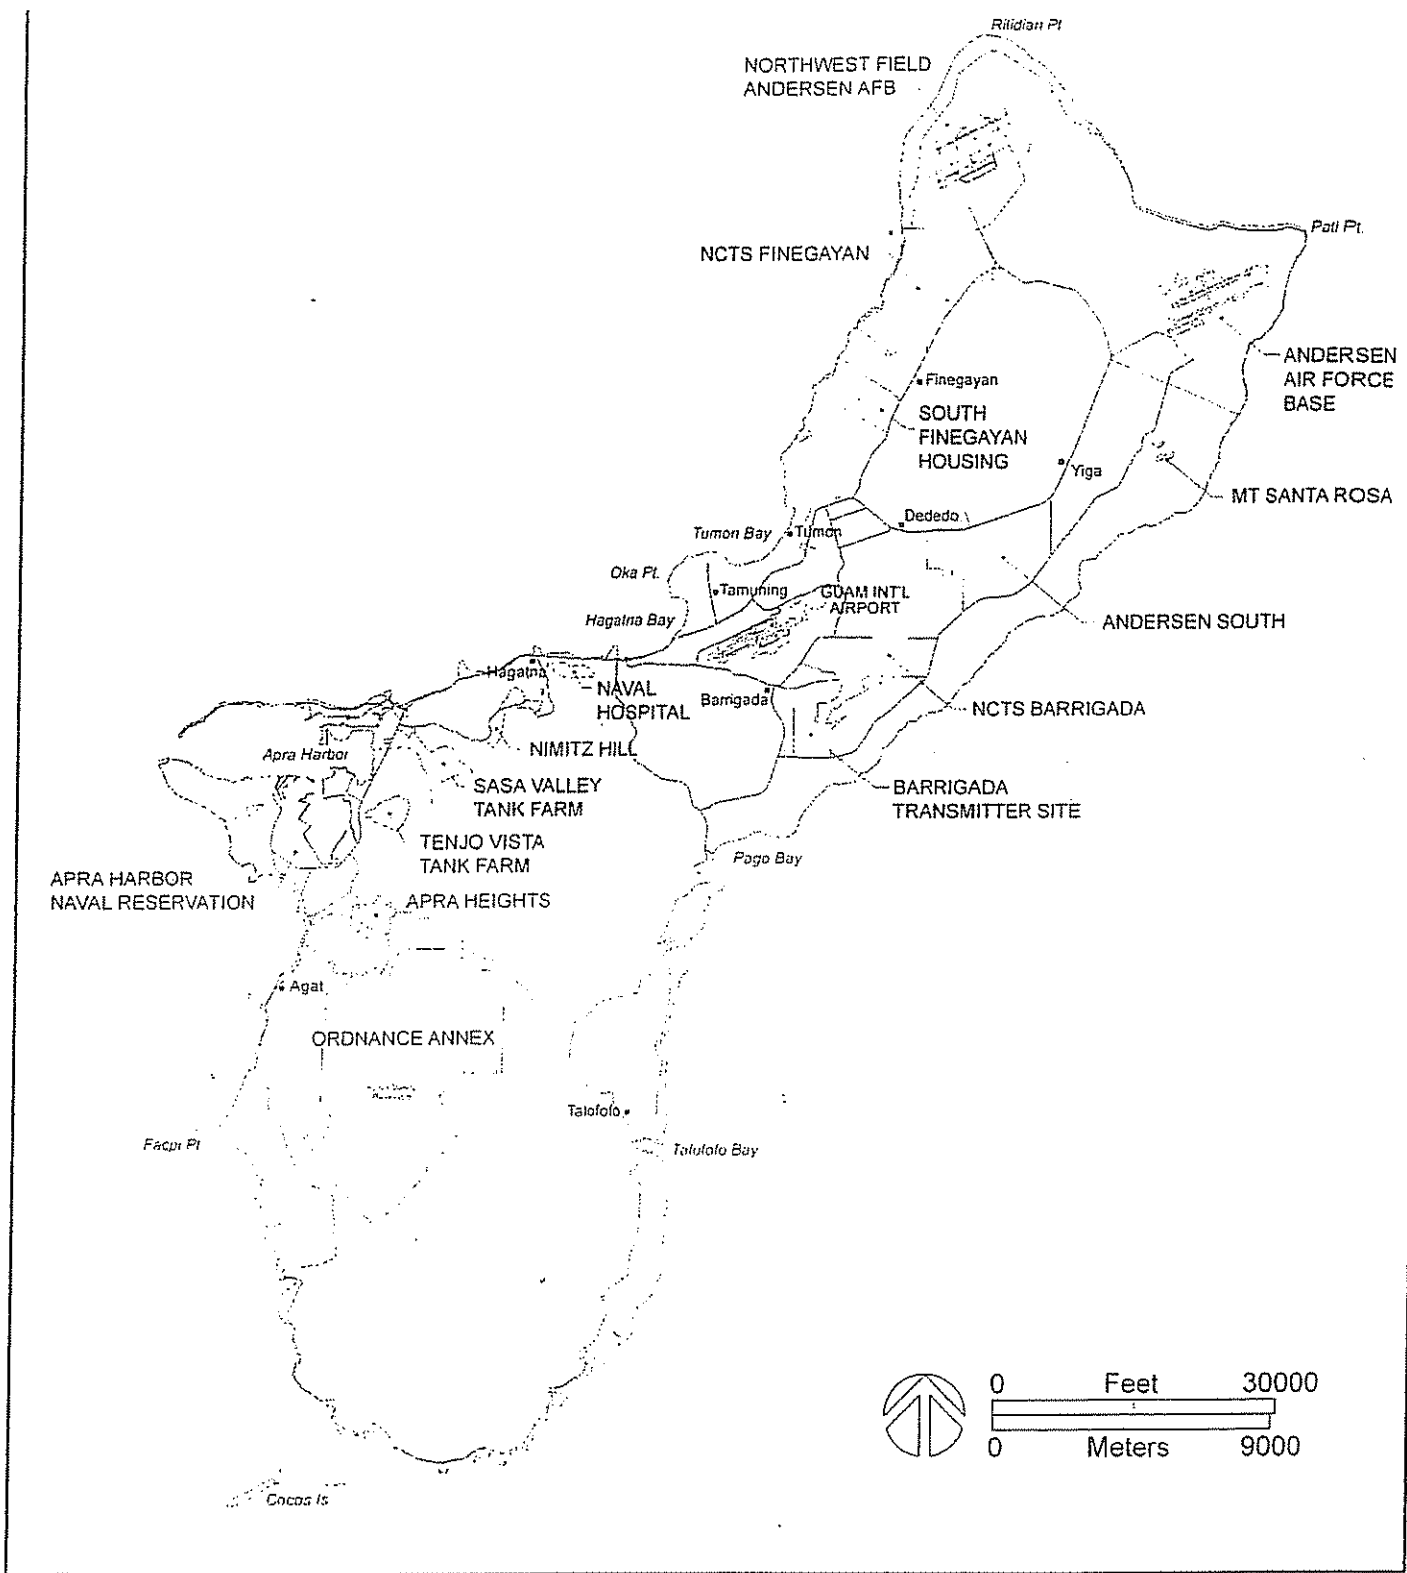 Rilidian Pt
NORTHWEST FIELD
ANDERSEN AFB
Pati Pt.
NCTS FINEGAYAN
ANDERSEN
AIR FORCE
BASE
Finegayan
SOUTH
FINEGAYAN
HOUSING
Yiga
MT SANTA ROSA
Dededo
Tumon Bay
Tumon
Oka Pt.
Tamuning
GUAM INT'L
AIRPORT
Hagatna Bay
ANDERSEN SOUTH
Hagatna
NAVAL
HOSPITAL
Barrigada
NCTS BARRIGADA
NIMITZ HILL
Apra Harbor
SASA VALLEY
TANK FARM
BARRIGADA
TRANSMITTER SITE
TENJO VISTA
TANK FARM
Pago Bay
APRA HARBOR
NAVAL RESERVATION
APRA HEIGHTS
Agat
ORDNANCE ANNEX
Talofofo
Facpi Pt
Talofofo Bay
0 Feet 30000
0 Meters 9000
Cocos Is